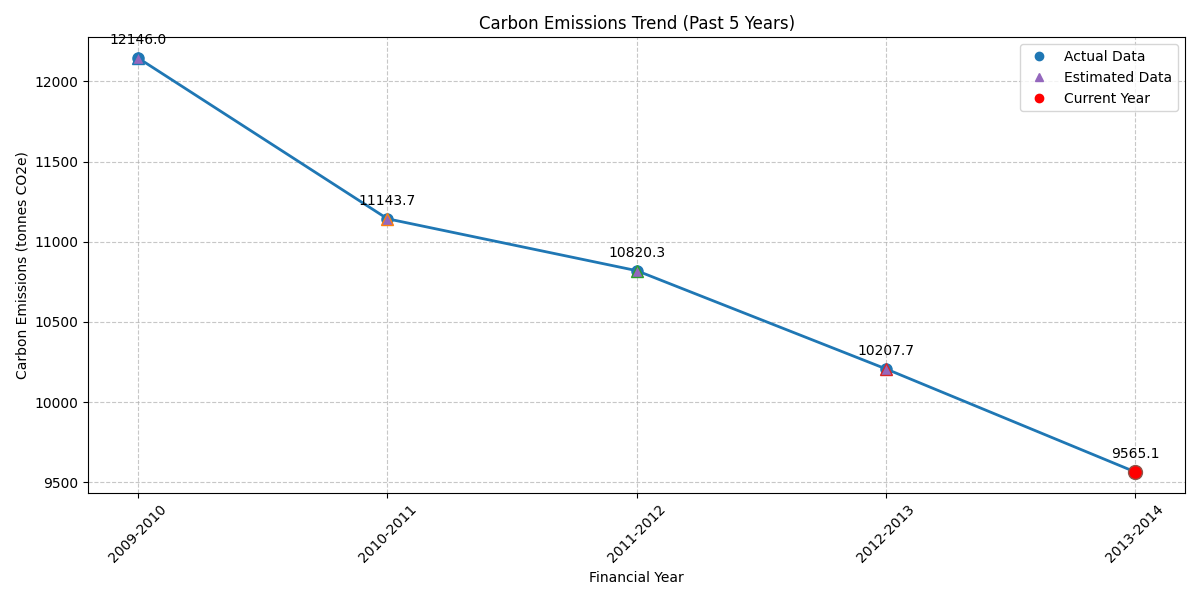 Carbon Emissions Trend (Past 5 Years)
12146.0
11143.7
10820.3
10207.7
9565.1
Actual Data
Estimated Data
Current Year
Carbon Emissions (tonnes CO2e)
12000
11500
11000
10500
10000
9500
2009-2010
2010-2011
2011-2012
2012-2013
2013-2014
Financial Year